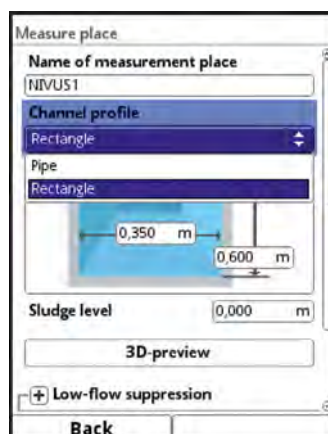 Measure place
Name of measurement place
NIVUS1
Channel profile
Rectangle
Pipe
Rectangle
0,350 m
0,600 m
Sludge level 0,000 m
3D-preview
Low-flow suppression
Back